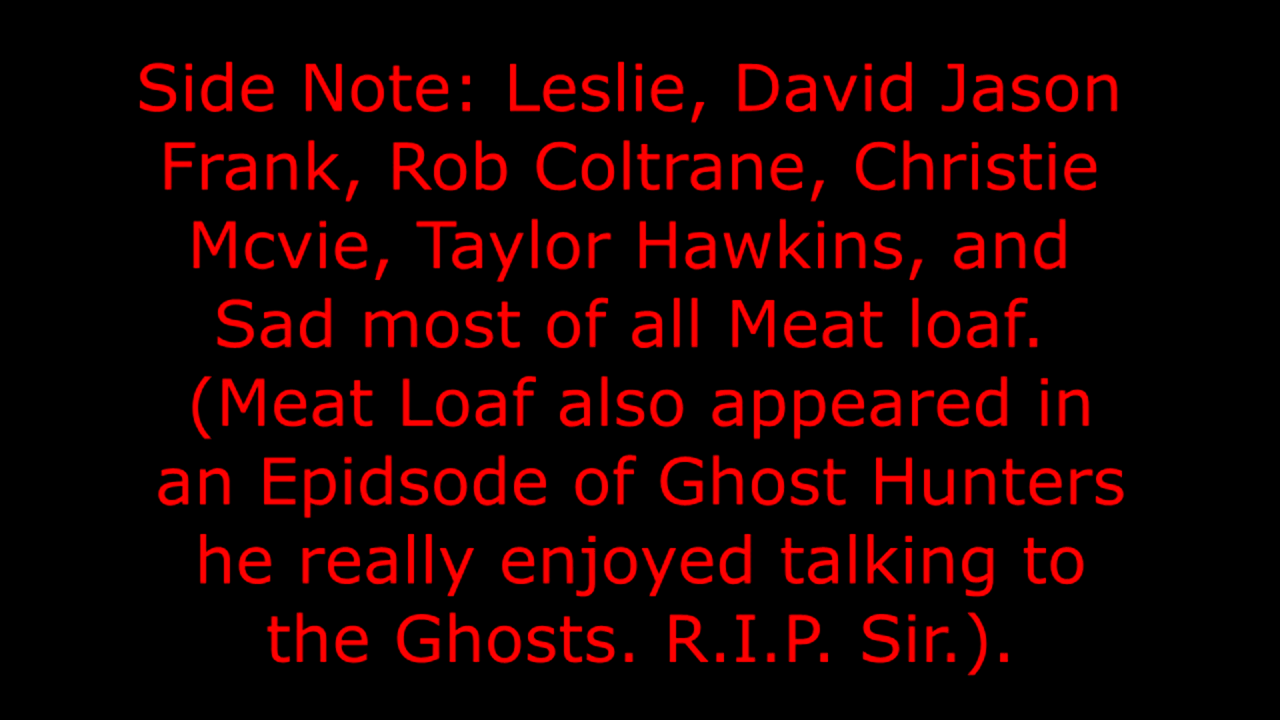 Side Note: Leslie, David Jason
Frank, Rob Coltrane, Christie
Mcvie, Taylor Hawkins, and
Sad most of all Meat loaf.
(Meat Loaf also appeared in
an Epidsode of Ghost Hunters
he really enjoyed talking to
the Ghosts. R.I.P. Sir.).